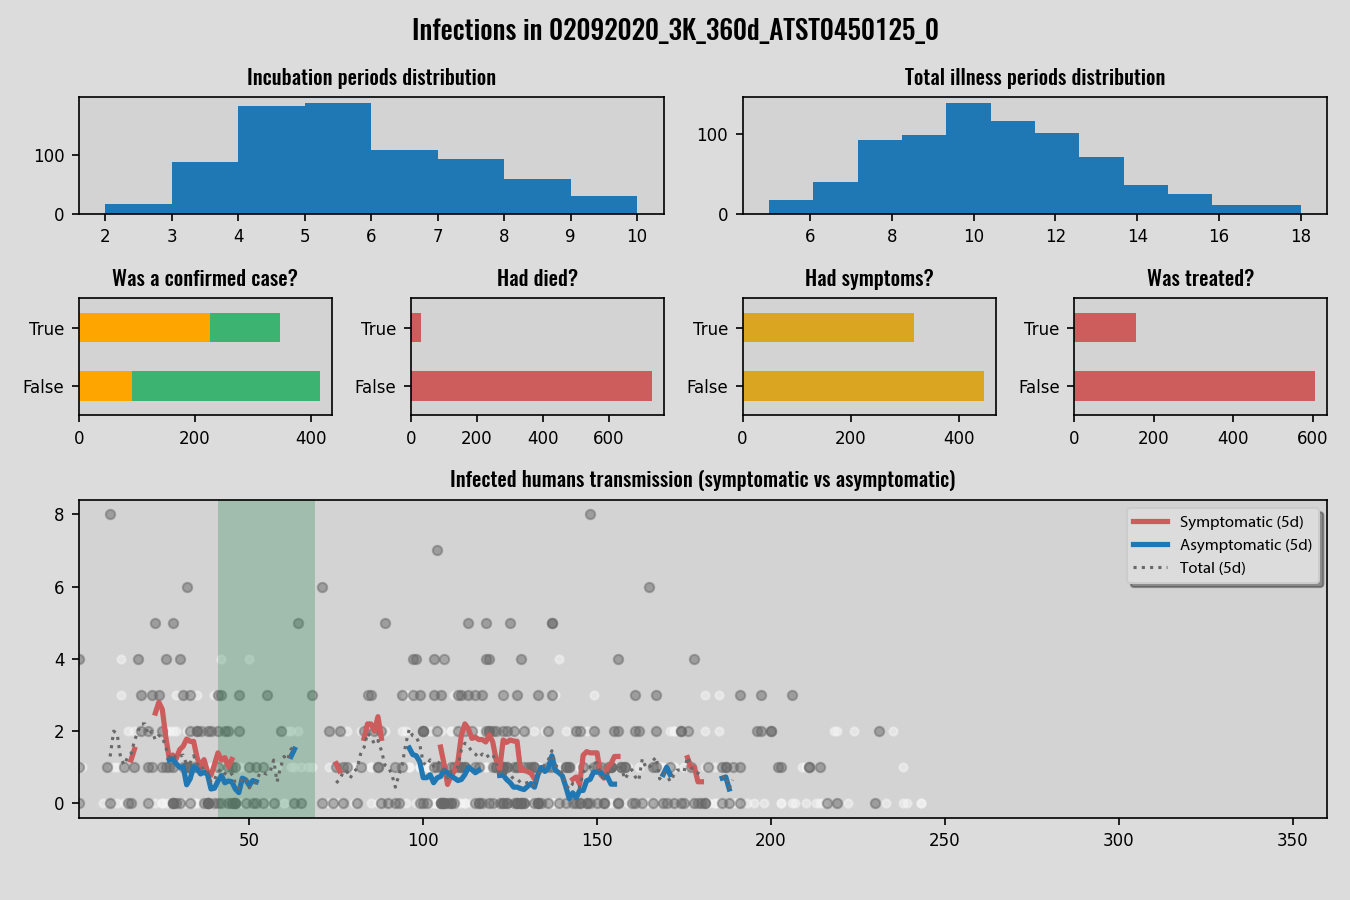 Infections in 02092020_3K_360d_ATST0450125_0
Incubation periods distribution
Total illness periods distribution
100
0
2 3 4 5 6 7 8 9 10
100
0
6 8 10 12 14 16 18
Was a confirmed case?
Had died?
Had symptoms?
Was treated?
True
False
0 200 400
True
False
0 200 400 600
True
False
0 200 400
True
False
0 200 400 600
Infected humans transmission (symptomatic vs asymptomatic)
8
6
4
2
0
Symptomatic (5d)
Asymptomatic (5d)
Total (5d)
50 100 150 200 250 300 350